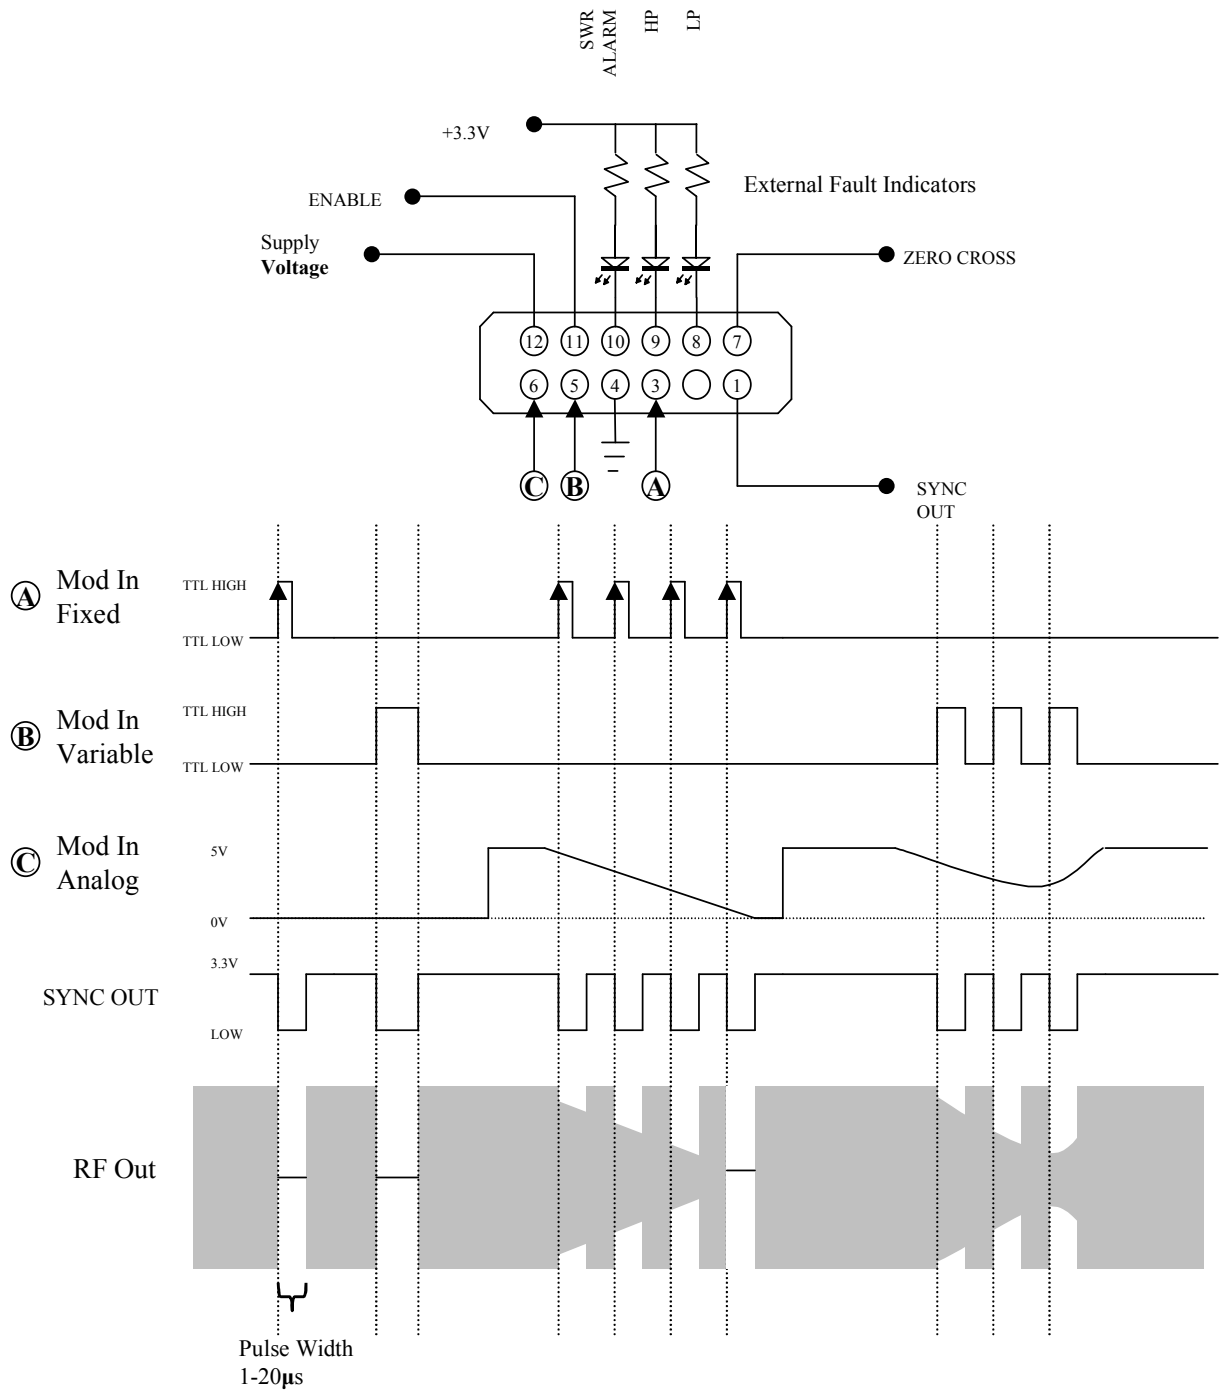 SWR
ALARM
HP
LP
+3.3V
External Fault Indicators
ENABLE
Supply
Voltage
ZERO CROSS
12 11 10 9 8 7
6 5 4 3 1
C B A
SYNC
OUT
A Mod In
Fixed
TTL HIGH
TTL LOW
B Mod In
Variable
TTL HIGH
TTL LOW
C Mod In
Analog
5V
0V
SYNC OUT
3.3V
LOW
RF Out
Pulse Width
1-20µs